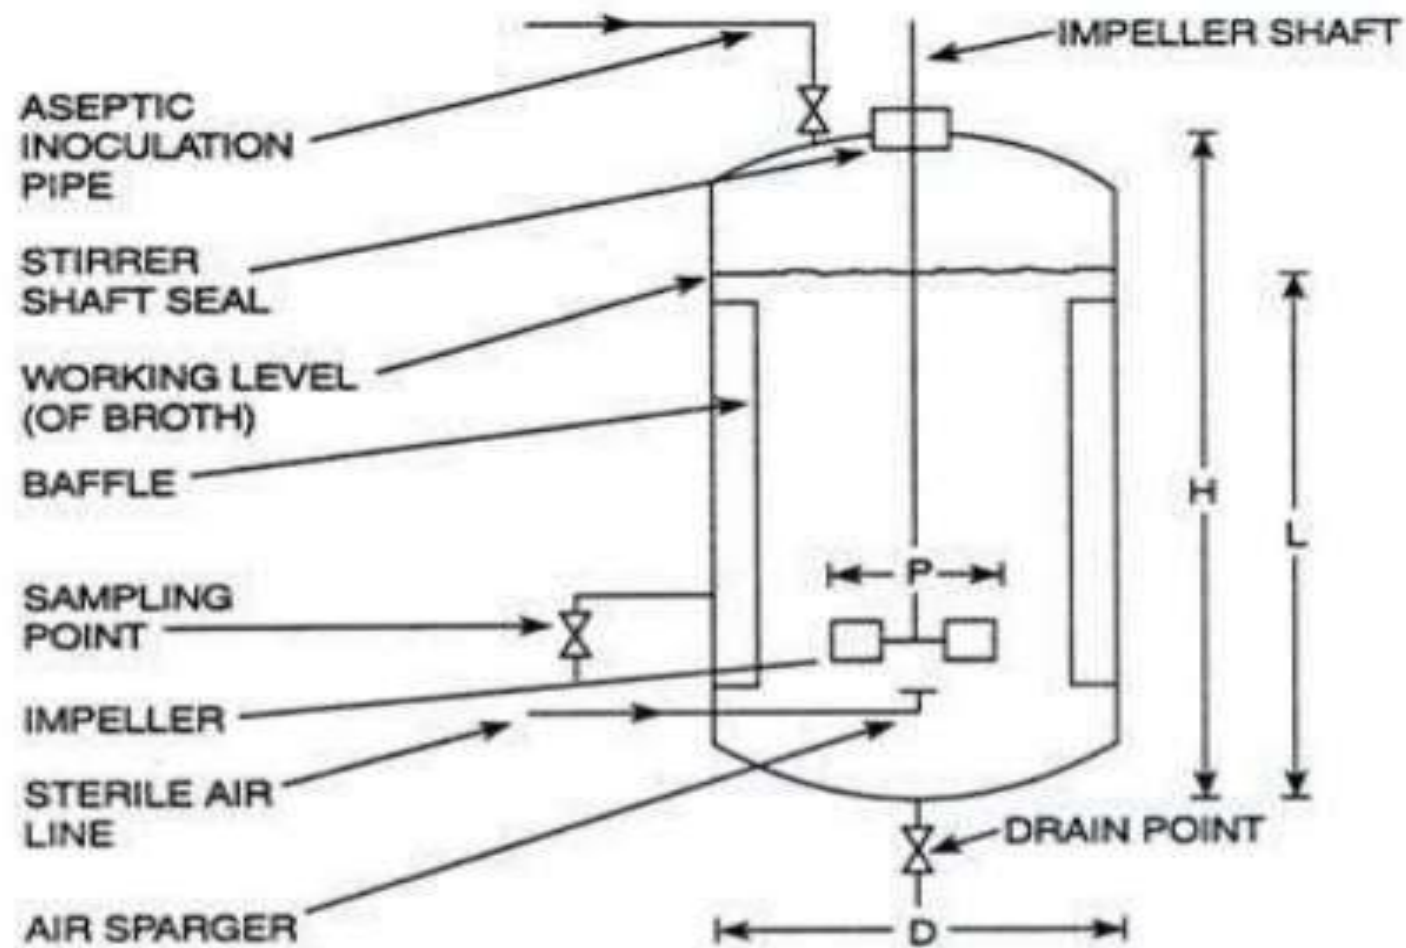 IMPELLER SHAFT
ASEPTIC
INOCULATION
PIPE
STIRRER
SHAFT SEAL
WORKING LEVEL
(OF BROTH)
BAFFLE
H
L
P
SAMPLING
POINT
IMPELLER
STERILE AIR
LINE
DRAIN POINT
AIR SPARGER
D